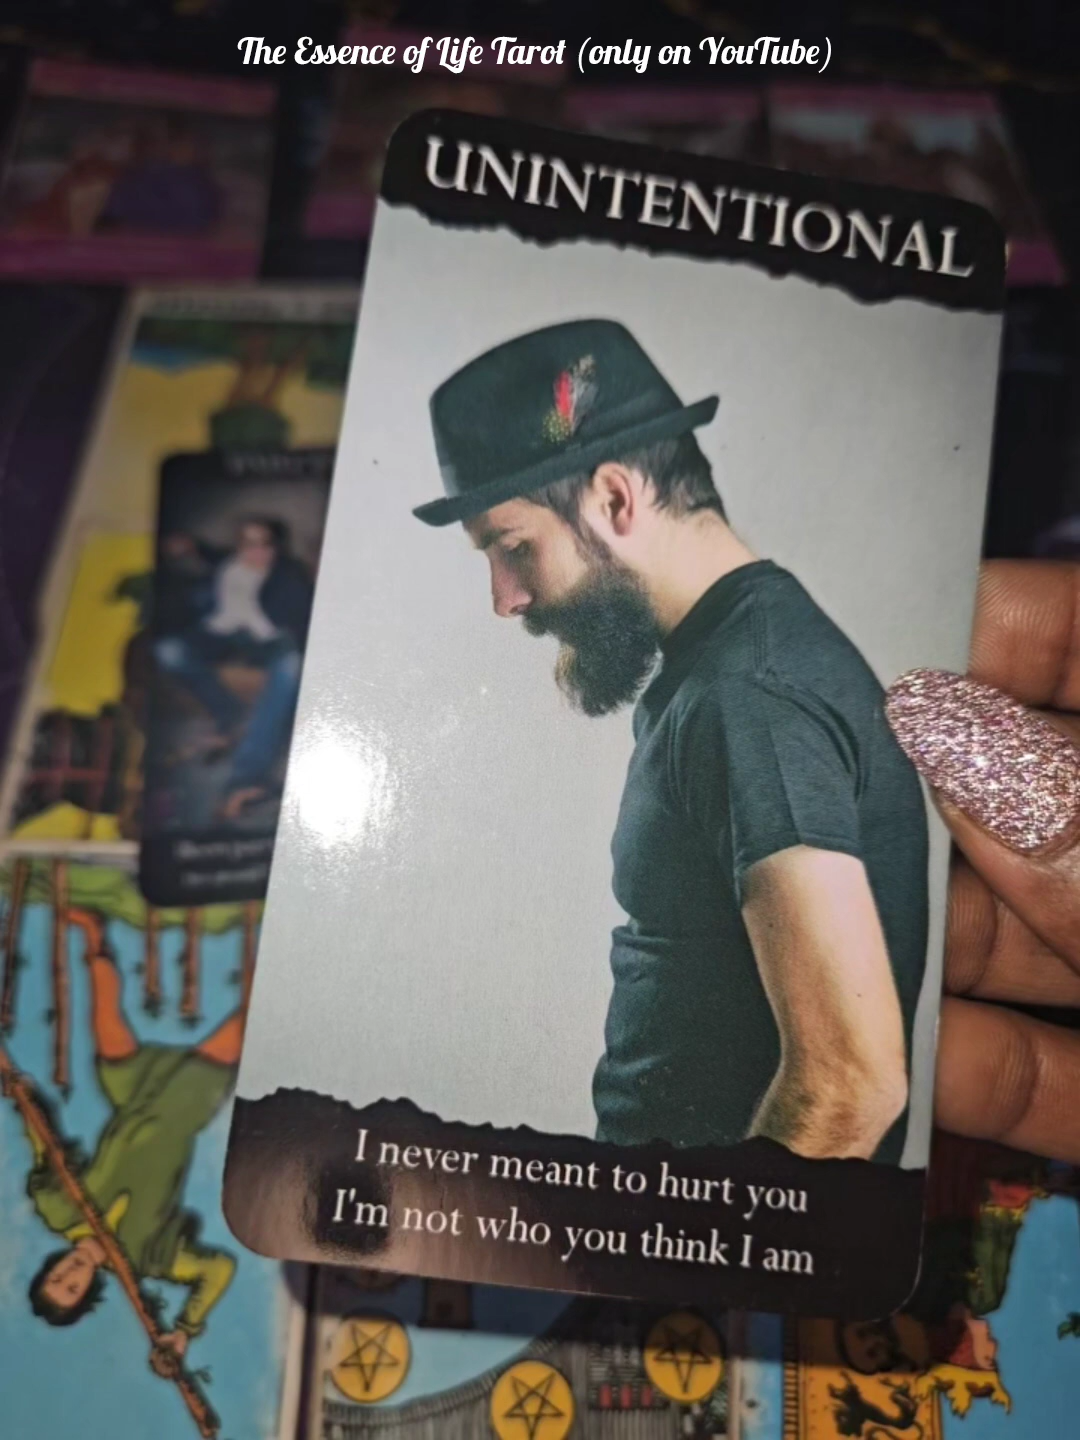 The Essence of Life Tarot (only on YouTube)
UNINTENTIONAL
I never meant to hurt you
I'm not who you think I am